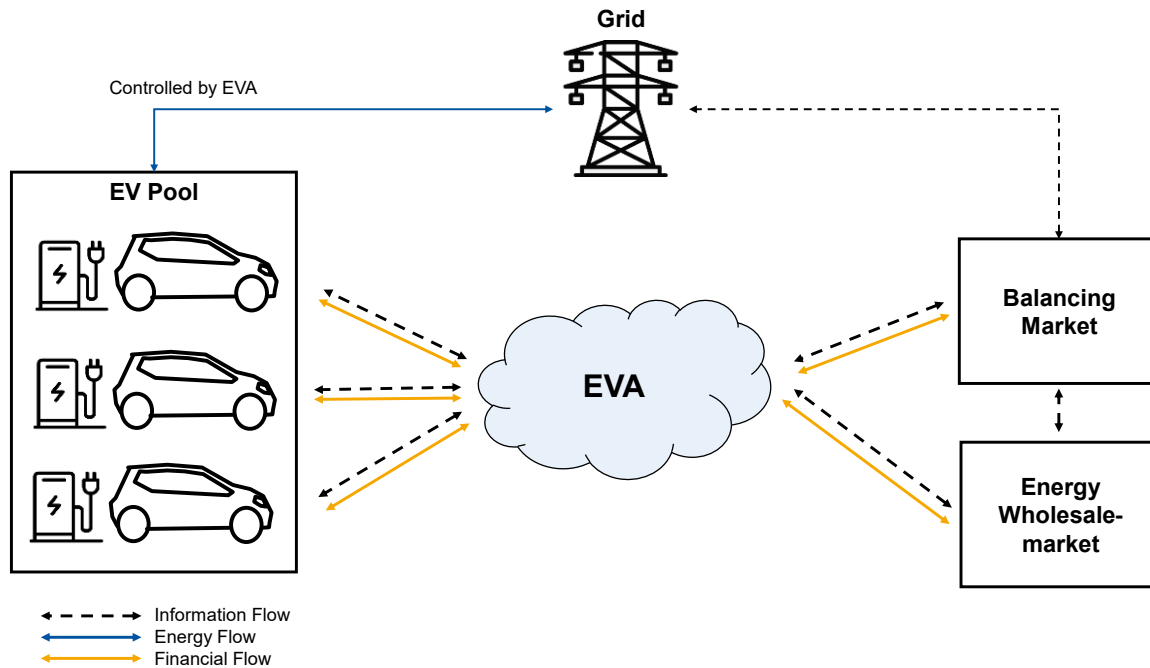 Grid
Controlled by EVA
EV Pool
EVA
Balancing
Market
Energy
Wholesale-
market
Information Flow
Energy Flow
Financial Flow